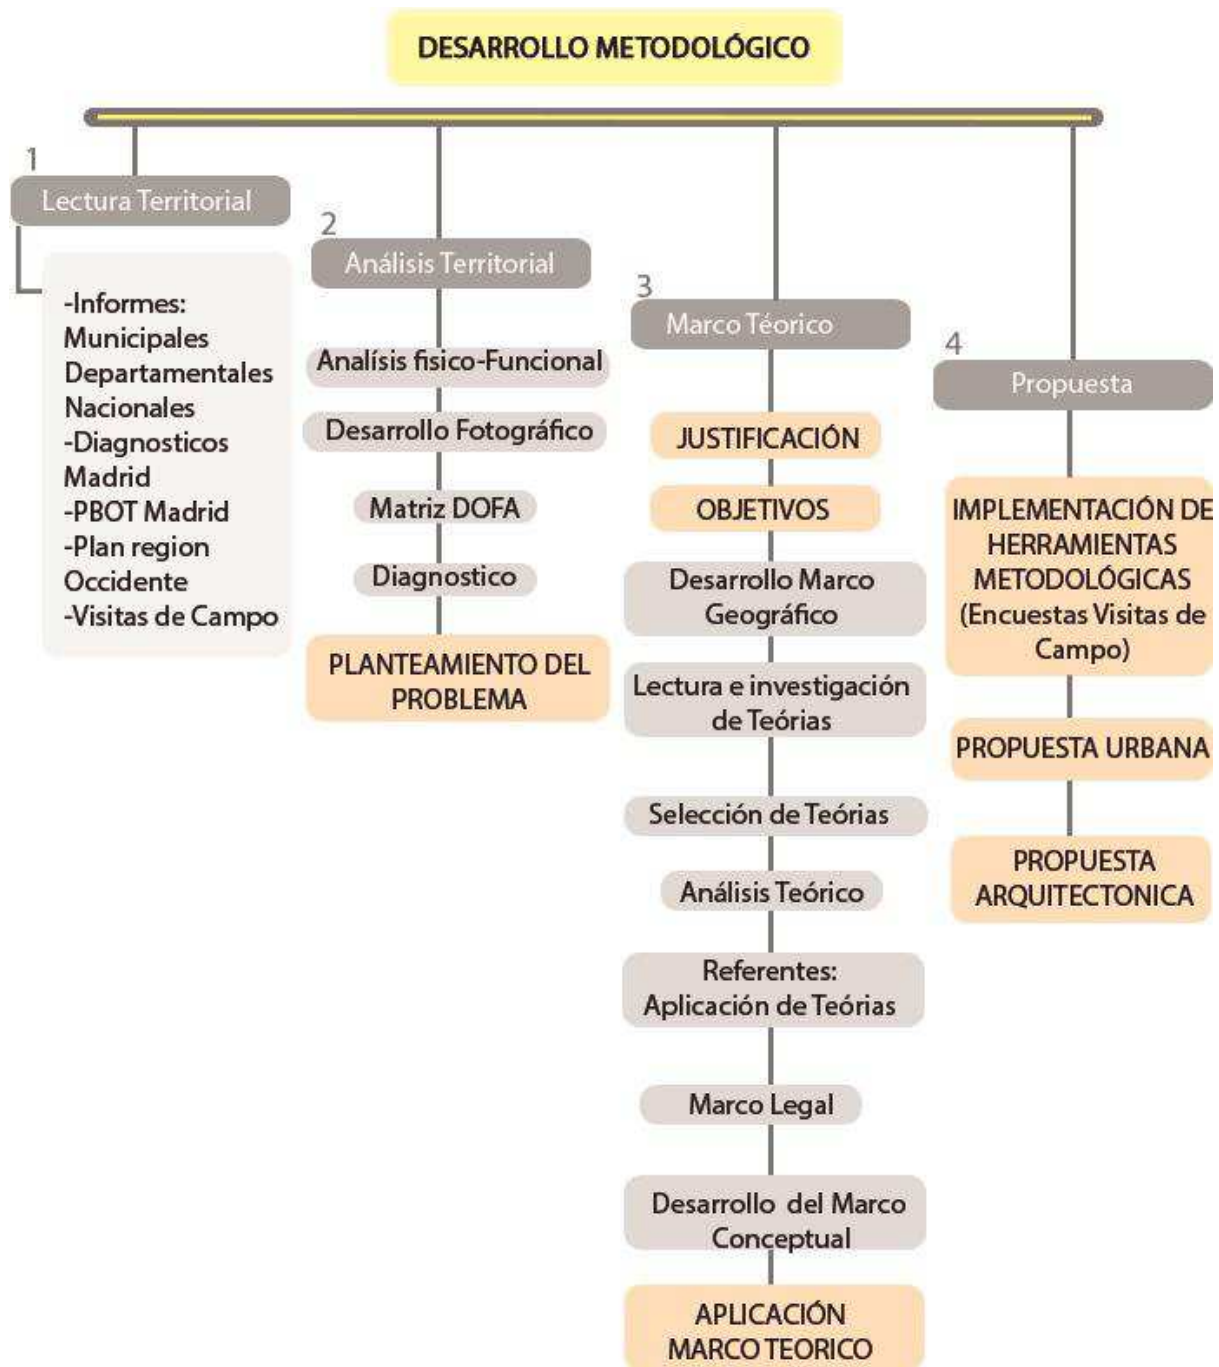 DESARROLLO METODOLÓGICO
1
Lectura Territorial
-Informes:
Municipales
Departamentales
Nacionales
-Diagnosticos
Madrid
-PBOT Madrid
-Plan region
Occidente
-Visitas de Campo
2
Análisis Territorial
Analísis fisico-Funcional
Desarrollo Fotográfico
Matriz DOFA
Diagnostico
PLANTEAMIENTO DEL
PROBLEMA
3
Marco Téorico
JUSTIFICACIÓN
OBJETIVOS
Desarrollo Marco
Geográfico
Lectura e investigación
de Teórias
Selección de Teórias
Análisis Teórico
Referentes:
Aplicación de Teórias
Marco Legal
Desarrollo del Marco
Conceptual
APLICACIÓN
MARCO TEORICO
4
Propuesta
IMPLEMENTACIÓN DE
HERRAMIENTAS
METODOLÓGICAS
(Encuestas Visitas de
Campo)
PROPUESTA URBANA
PROPUESTA
ARQUITECTONICA